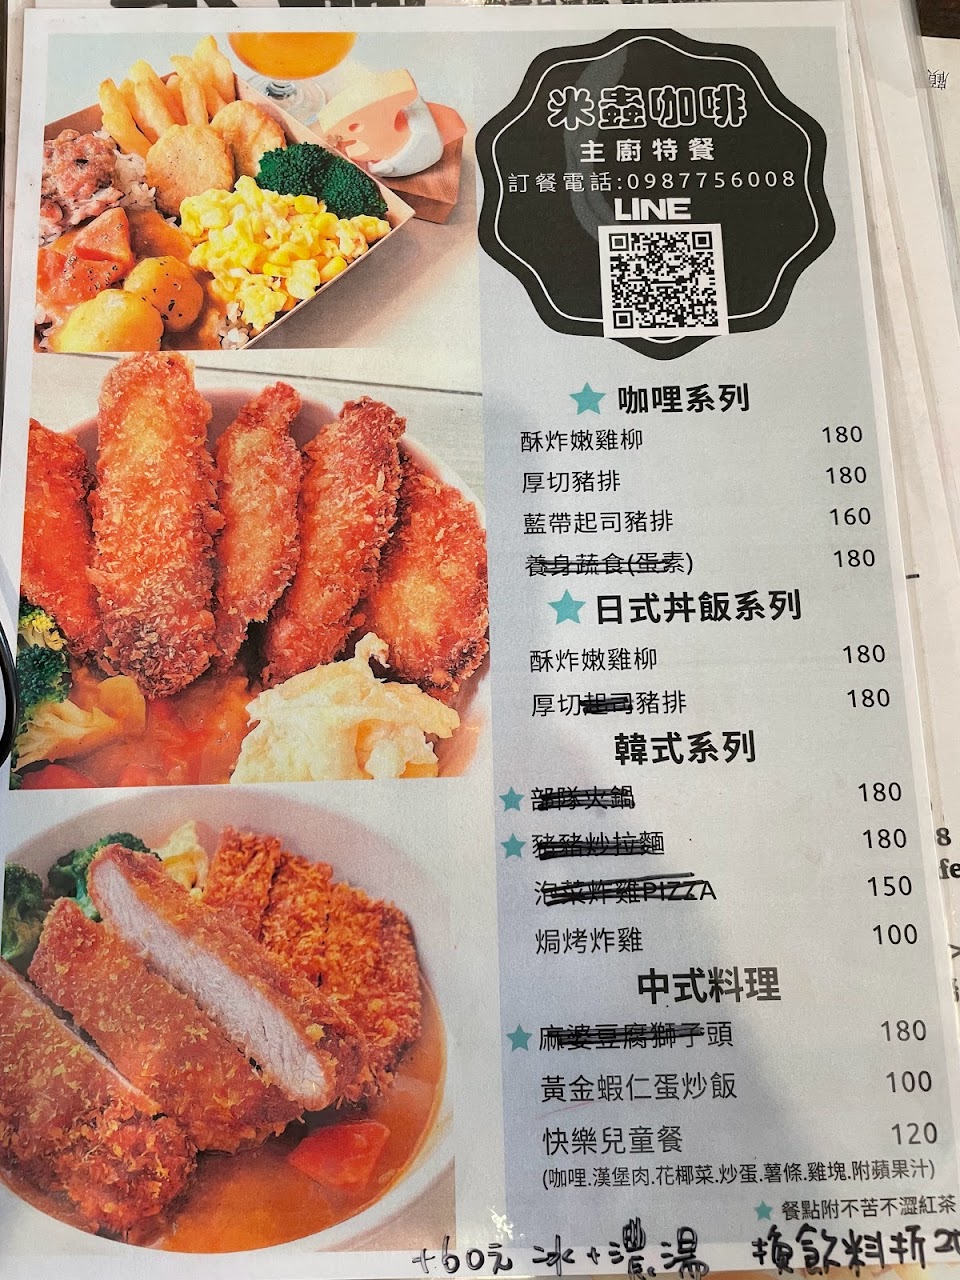 米蟲咖啡
主廚特餐
訂餐電話:0987756008
LINE
咖哩系列
酥炸嫩雞柳 180
厚切豬排 180
藍帶起司豬排 160
養身蔬食(蛋素) 180
日式丼飯系列
酥炸嫩雞柳 180
厚切起司豬排 180
韓式系列
部隊火鍋 180
豬豬炒拉麵 180
泡菜炸雞PIZZA 150
焗烤炸雞 100
中式料理
麻婆豆腐獅子頭 180
黃金蝦仁蛋炒飯 100
快樂兒童餐 120
(咖哩.漢堡肉.花椰菜.炒蛋.薯條.雞塊.附蘋果汁)
餐點附不苦不澀紅茶
+60元 冰+濃湯 換飲料折20